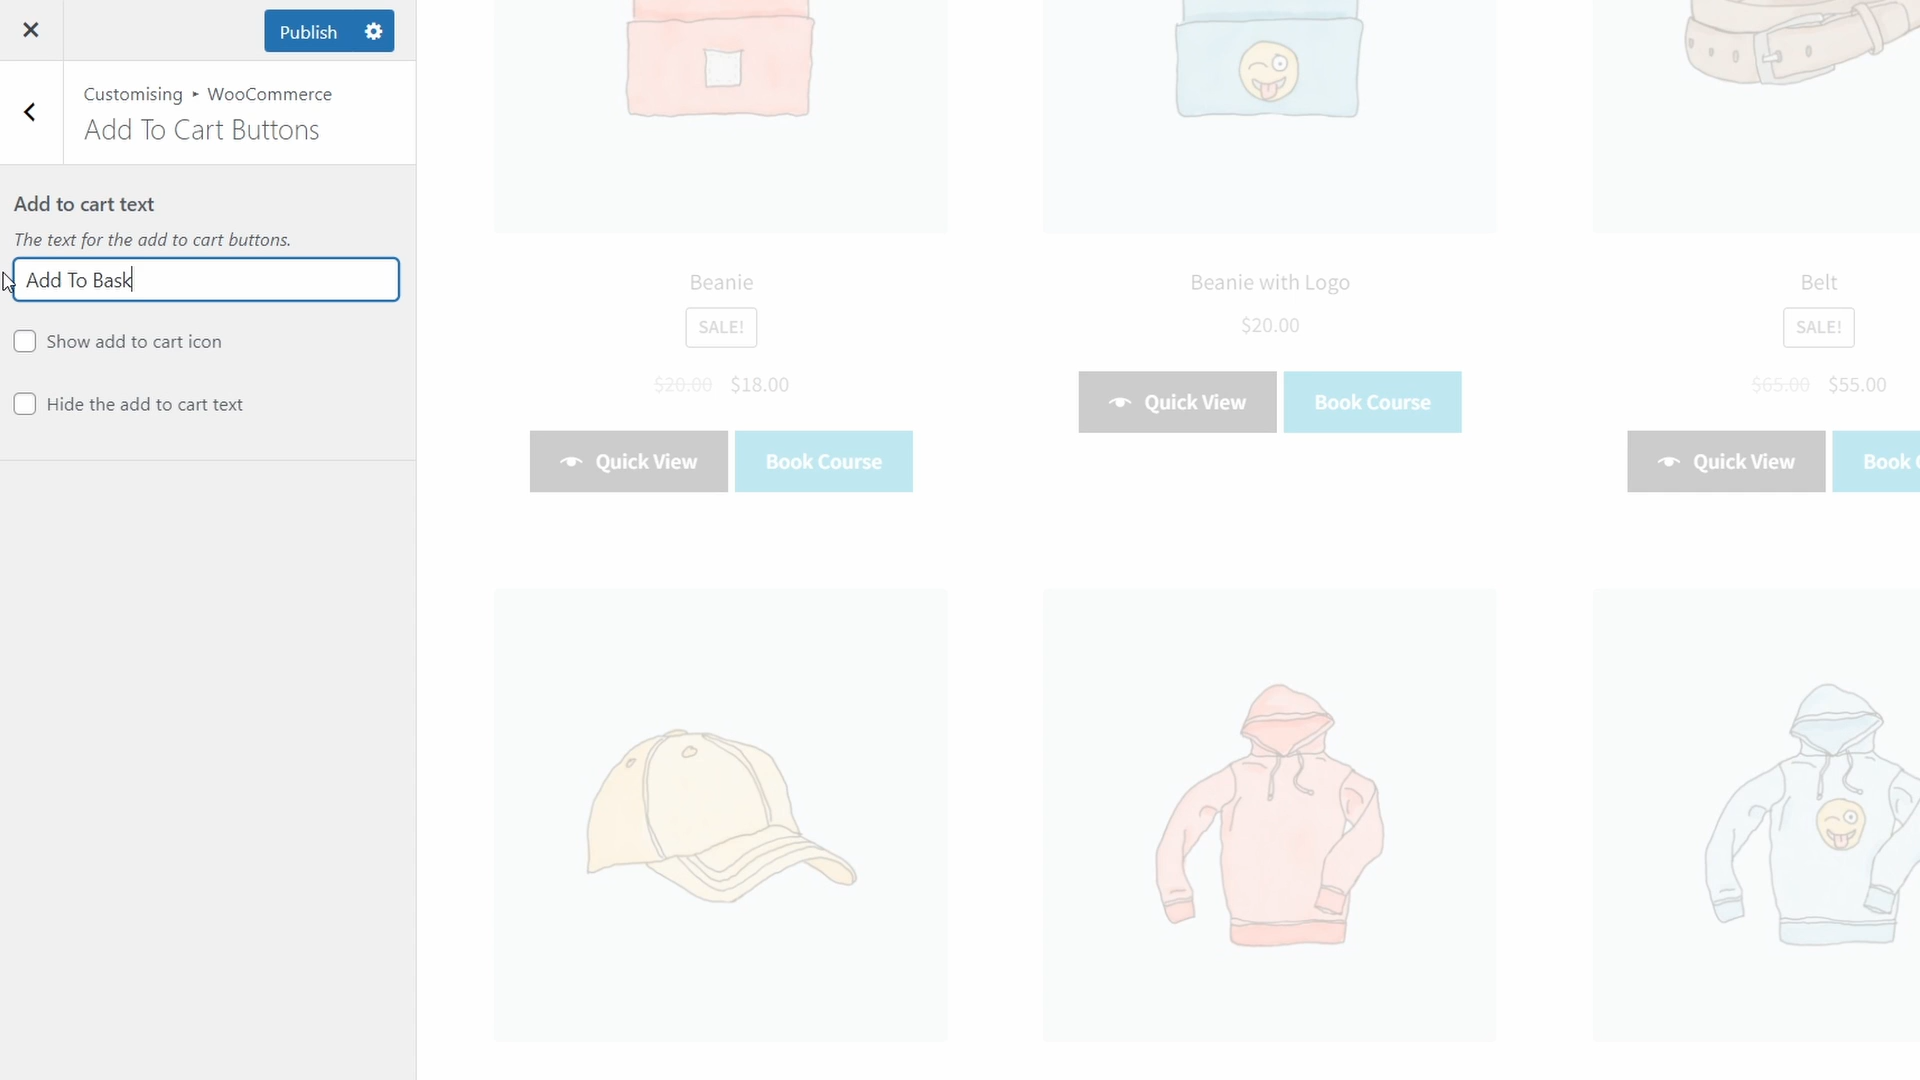 Publish
Customising ▸ WooCommerce
Add To Cart Buttons
Add to cart text
The text for the add to cart buttons.
Add To Bask
Show add to cart icon
Hide the add to cart text
Beanie
SALE!
$20.00 $18.00
Quick View
Book Course
Beanie with Logo
$20.00
Quick View
Book Course
Belt
SALE!
$65.00 $55.00
Quick View
Book